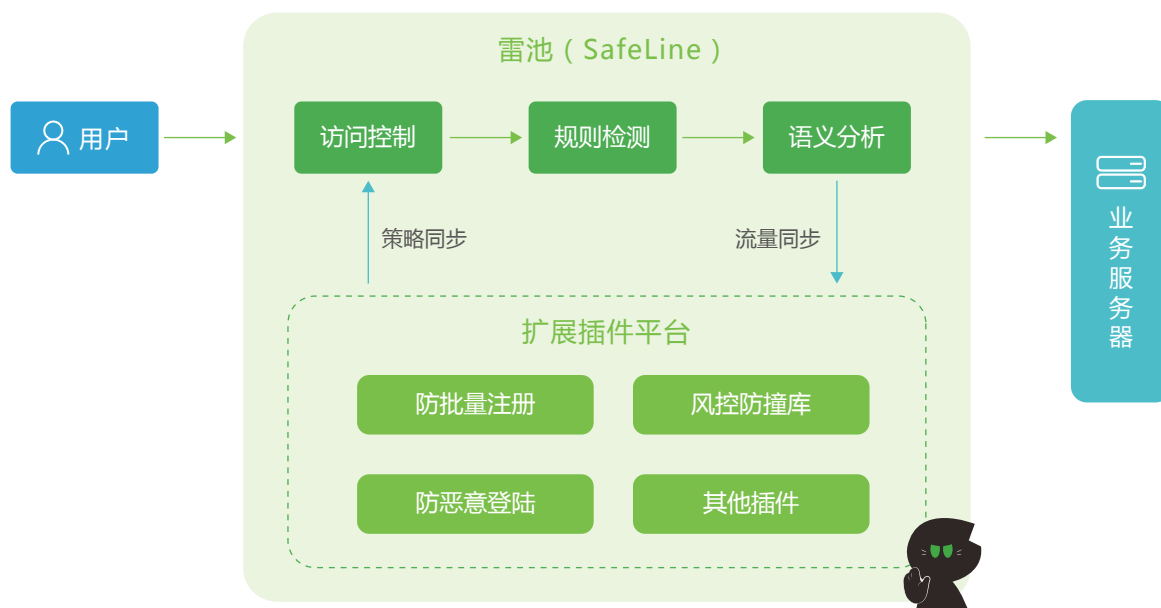 雷池（SafeLine）
用户
访问控制
规则检测
语义分析
策略同步
流量同步
业务服务器
扩展插件平台
防批量注册
风控防撞库
防恶意登陆
其他插件